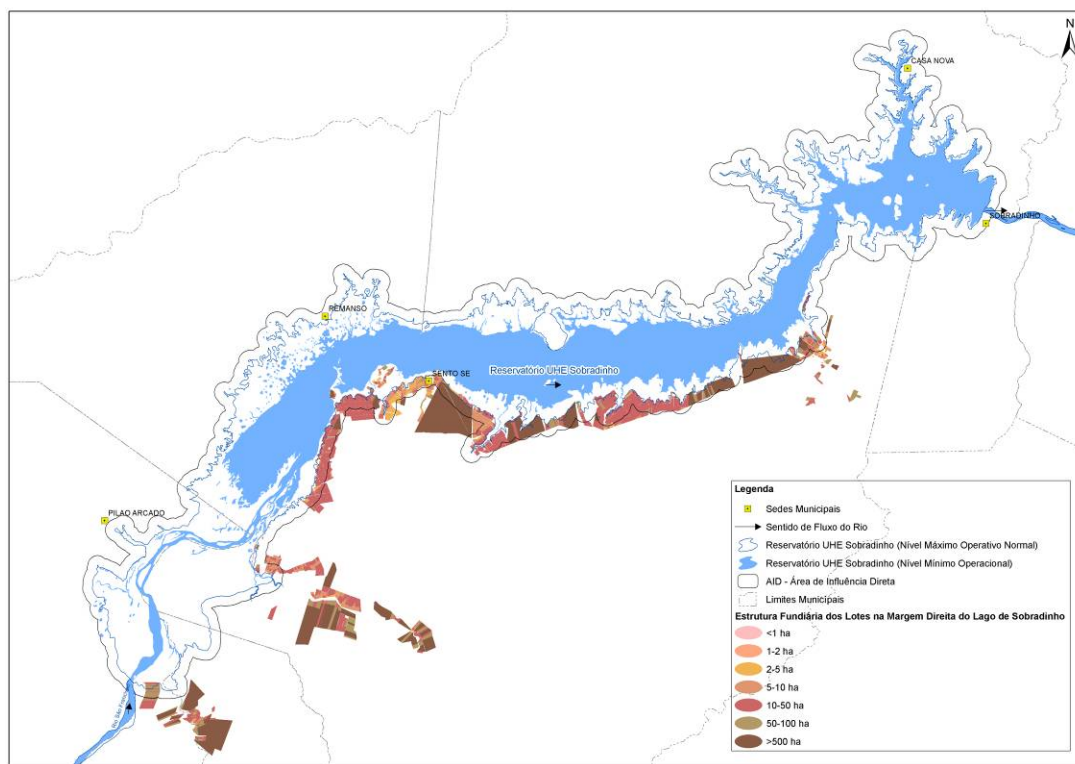 N
CASA NOVA
SOBRADINHO
REMANSO
SENTO SE
Reservatório UHE Sobradinho
PILAO ARCADO
Rio São Francisco
Legenda
Sedes Municipais
Sentido de Fluxo do Rio
Reservatório UHE Sobradinho (Nível Máximo Operativo Normal)
Reservatório UHE Sobradinho (Nível Mínimo Operacional)
AID - Área de Influência Direta
Limites Municipais
Estrutura Fundiária dos Lotes na Margem Direita do Lago de Sobradinho
<1 ha
1-2 ha
2-5 ha
5-10 ha
10-50 ha
50-100 ha
>500 ha